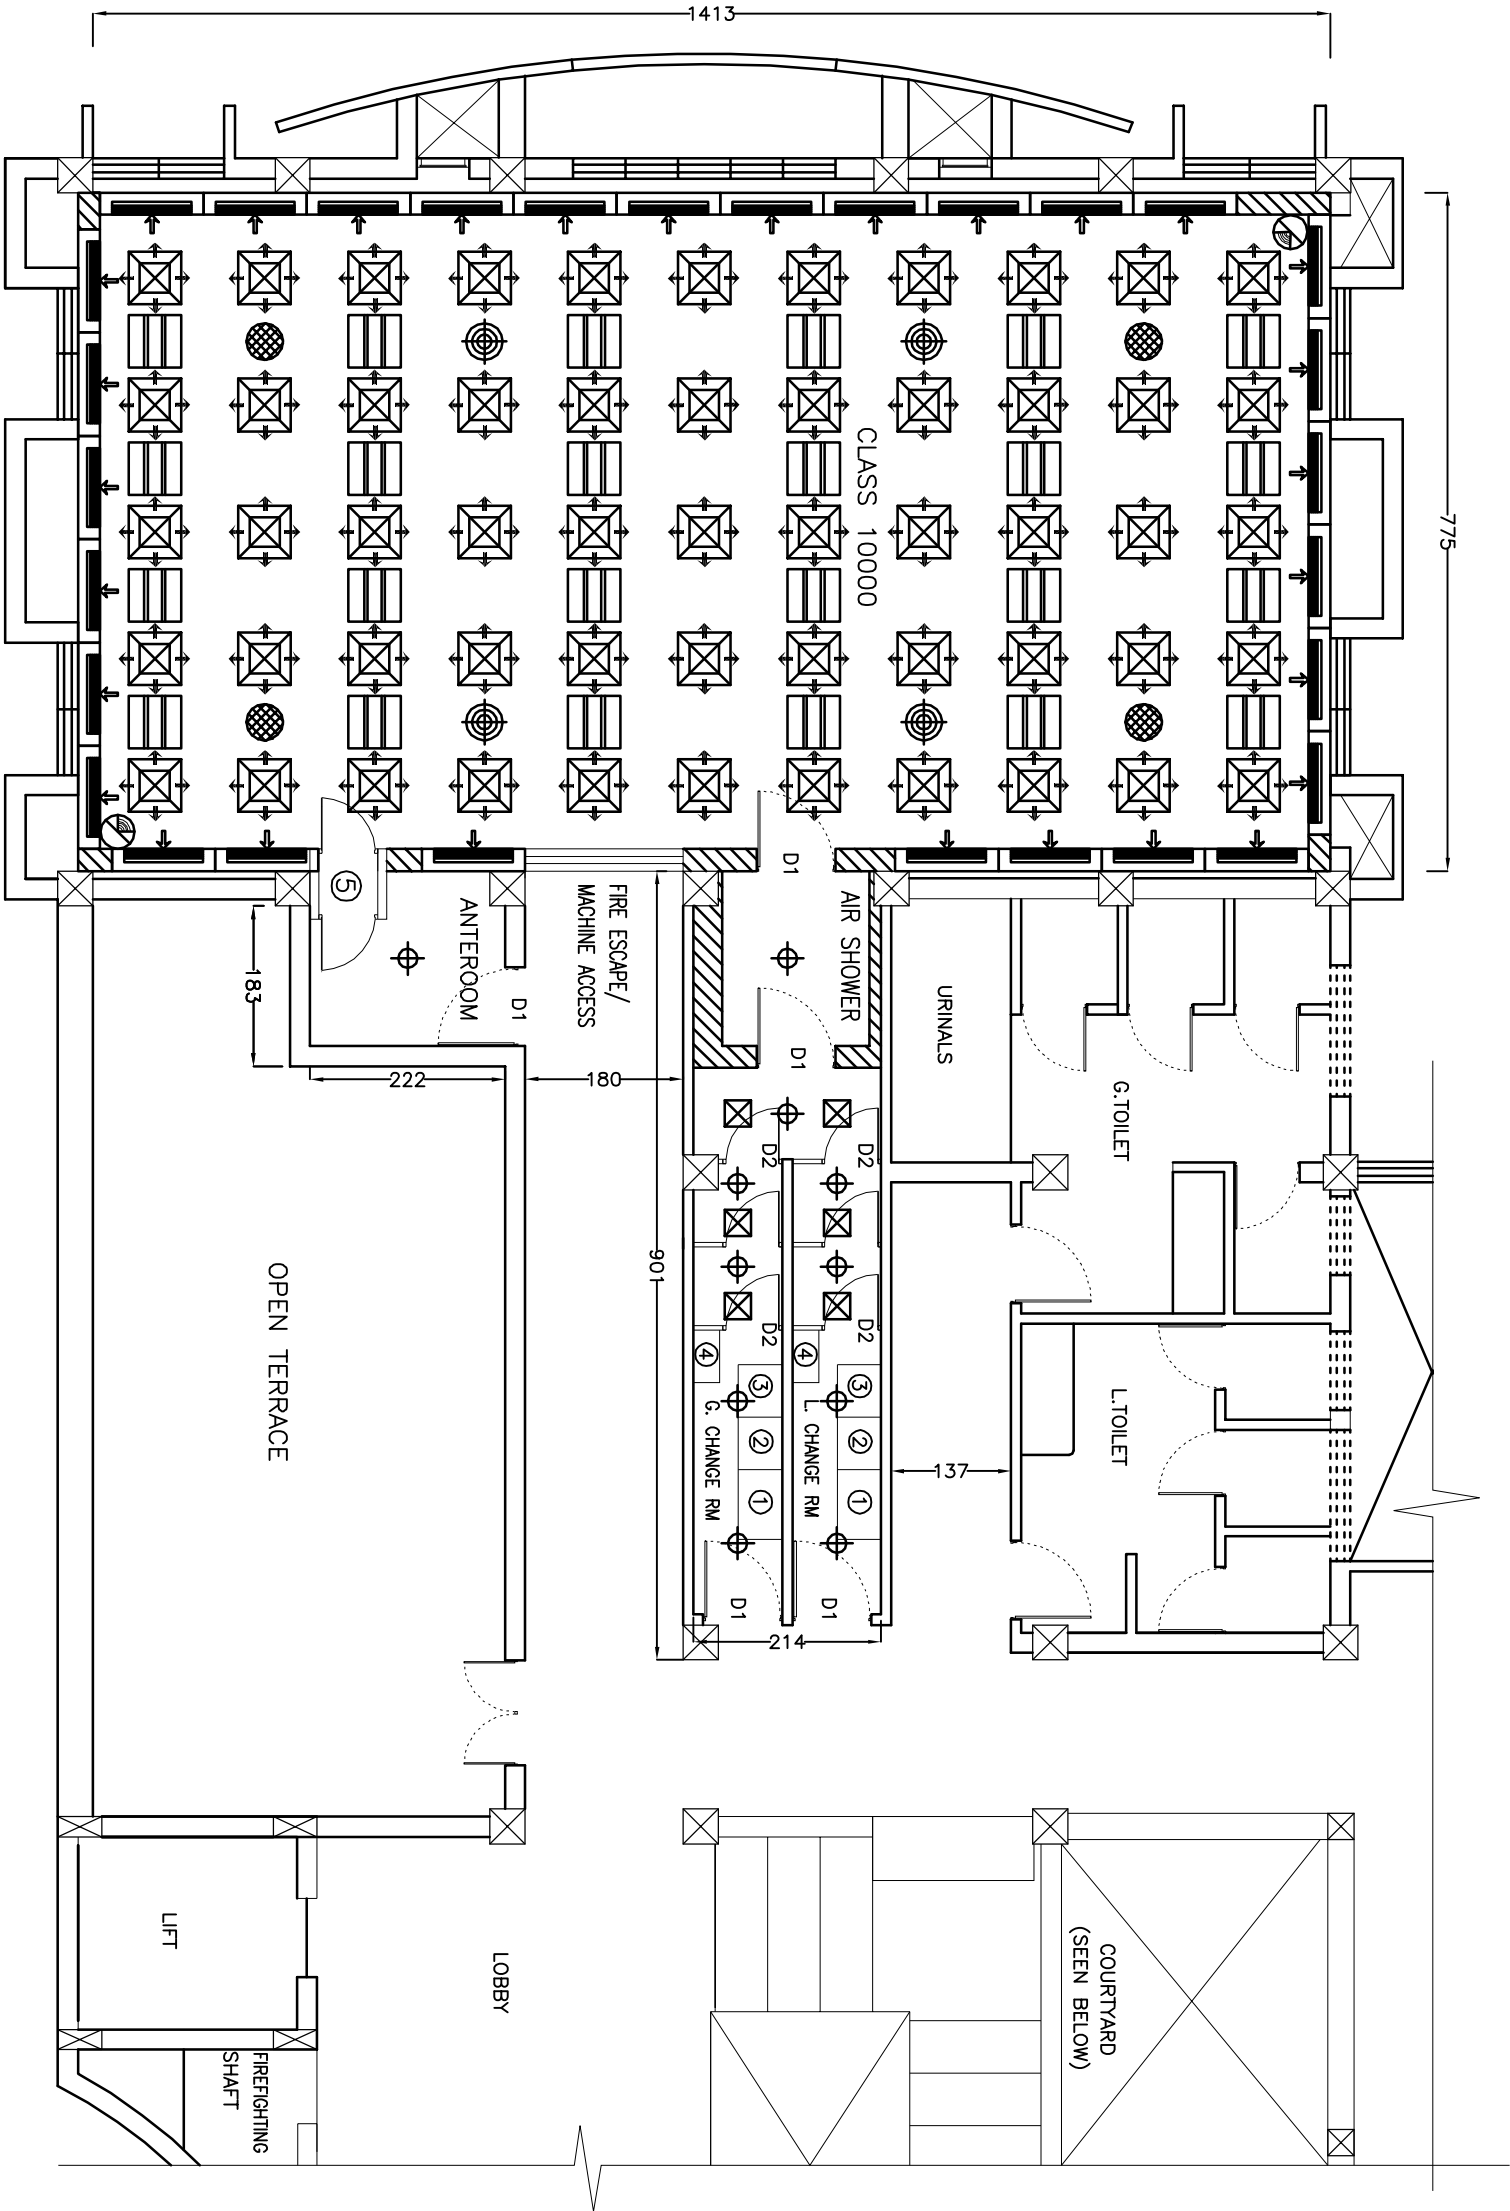 1413
775
CLASS 10000
D1
AIR SHOWER
5
ANTEROOM
D1
FIRE ESCAPE/
MACHINE ACCESS
183
222
180
D1
URINALS
G.TOILET
D2
D2
901
D2
D2
4
4
3
3
G. CHANGE RM
L. CHANGE RM
2
2
1
1
D1
D1
137
214
L.TOILET
OPEN TERRACE
LIFT
LOBBY
COURTYARD
(SEEN BELOW)
FIREFIGHTING
SHAFT